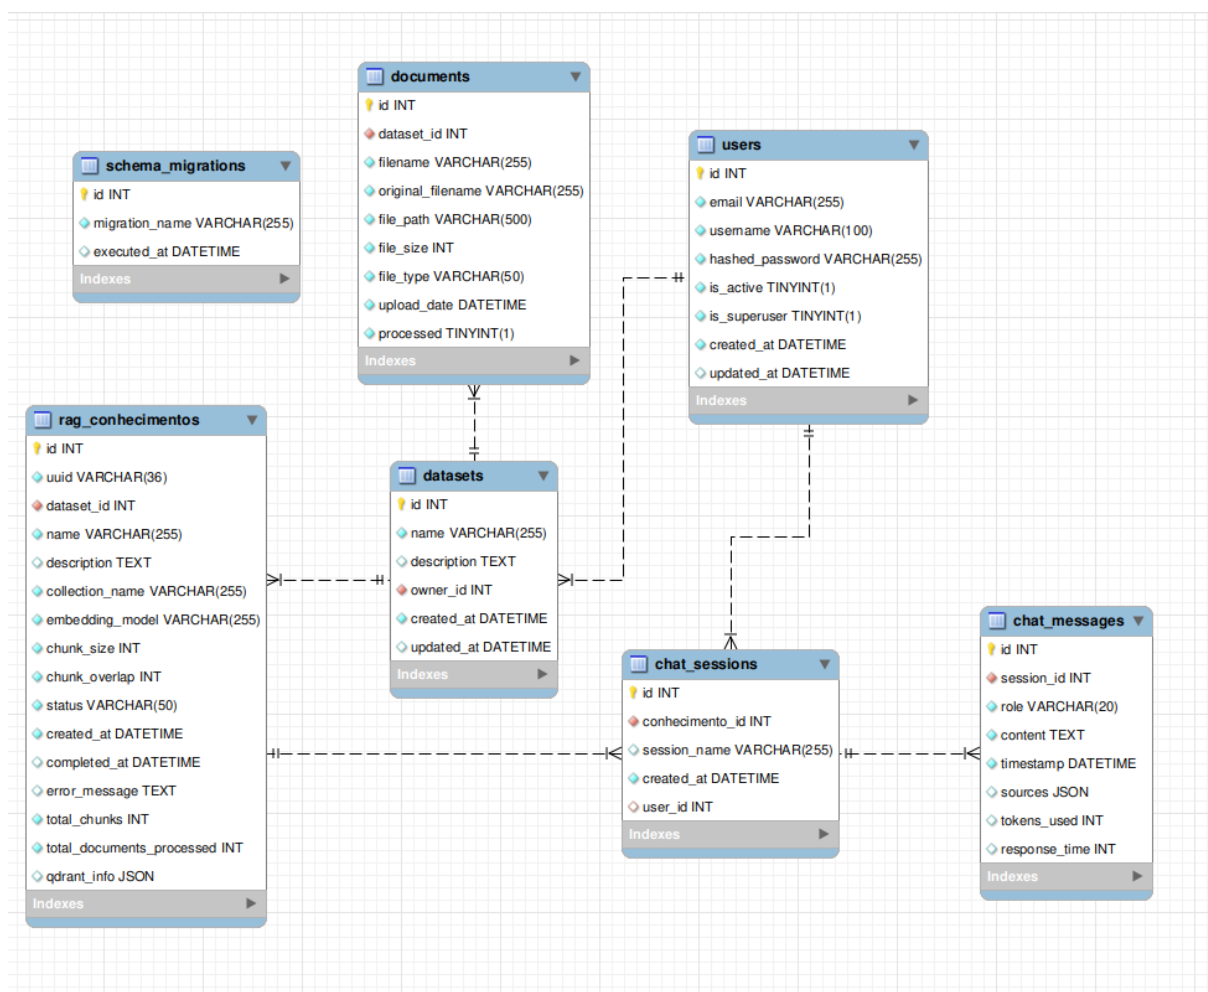 documents
id INT
dataset_id INT
filename VARCHAR(255)
original_filename VARCHAR(255)
file_path VARCHAR(500)
file_size INT
file_type VARCHAR(50)
upload_date DATETIME
processed TINYINT(1)
Indexes
users
id INT
email VARCHAR(255)
username VARCHAR(100)
hashed_password VARCHAR(255)
is_active TINYINT(1)
is_superuser TINYINT(1)
created_at DATETIME
updated_at DATETIME
Indexes
schema_migrations
id INT
migration_name VARCHAR(255)
executed_at DATETIME
Indexes
rag_conhecimentos
id INT
uuid VARCHAR(36)
dataset_id INT
name VARCHAR(255)
description TEXT
collection_name VARCHAR(255)
embedding_model VARCHAR(255)
chunk_size INT
chunk_overlap INT
status VARCHAR(50)
created_at DATETIME
completed_at DATETIME
error_message TEXT
total_chunks INT
total_documents_processed INT
qdrant_info JSON
Indexes
datasets
id INT
name VARCHAR(255)
description TEXT
owner_id INT
created_at DATETIME
updated_at DATETIME
Indexes
chat_sessions
id INT
conhecimento_id INT
session_name VARCHAR(255)
created_at DATETIME
user_id INT
Indexes
chat_messages
id INT
session_id INT
role VARCHAR(20)
content TEXT
timestamp DATETIME
sources JSON
tokens_used INT
response_time INT
Indexes